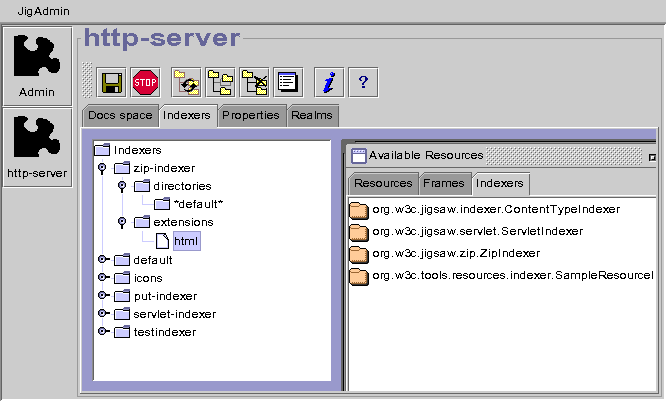 JigAdmin
http-server
Admin
http-server
STOP
i ?
Docs space Indexers Properties Realms
Indexers
zip-indexer
directories
*default*
extensions
html
default
icons
put-indexer
servlet-indexer
testindexer
Available Resources
Resources Frames Indexers
org.w3c.jigsaw.indexer.ContentTypeIndexer
org.w3c.jigsaw.servlet.ServletIndexer
org.w3c.jigsaw.zip.ZipIndexer
org.w3c.tools.resources.indexer.SampleResourceI